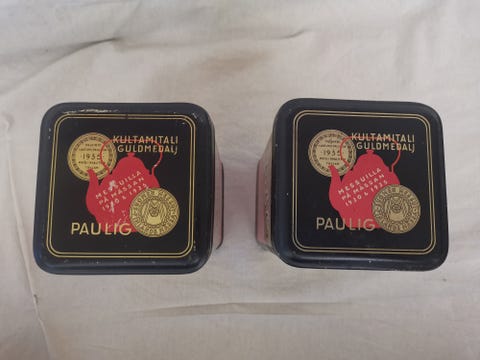 KULTAMITALI
GULDMEDALJ
1935
MESSUILLA
PÅ MÄSSAN
1930 & 1935
PAULIG
KULTAMITALI
GULDMEDALJ
1935
MESSUILLA
PÅ MÄSSAN
1930 & 1935
PAULIG